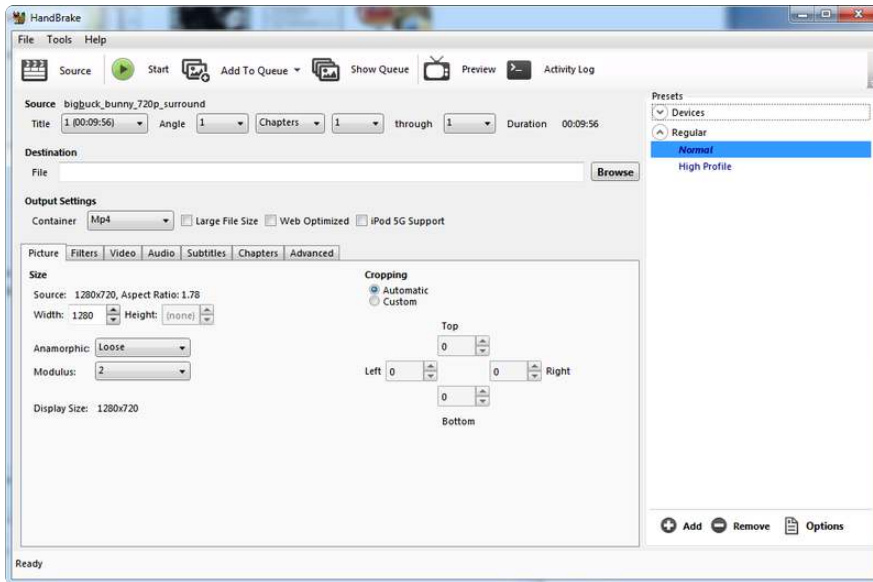 HandBrake
File Tools Help
Source Start Add To Queue Show Queue Preview Activity Log
Source bigbuck_bunny_720p_surround
Title 1 (00:09:56) Angle 1 Chapters 1 through 1 Duration 00:09:56
Destination
File Browse
Output Settings
Container Mp4 Large File Size Web Optimized iPod 5G Support
Picture Filters Video Audio Subtitles Chapters Advanced
Size
Source: 1280x720, Aspect Ratio: 1.78
Width: 1280 Height: (none)
Anamorphic: Loose
Modulus: 2
Display Size: 1280x720
Cropping
Automatic
Custom
Top
0
Left 0 0 Right
0
Bottom
Presets
Devices
Regular
Normal
High Profile
Add Remove Options
Ready